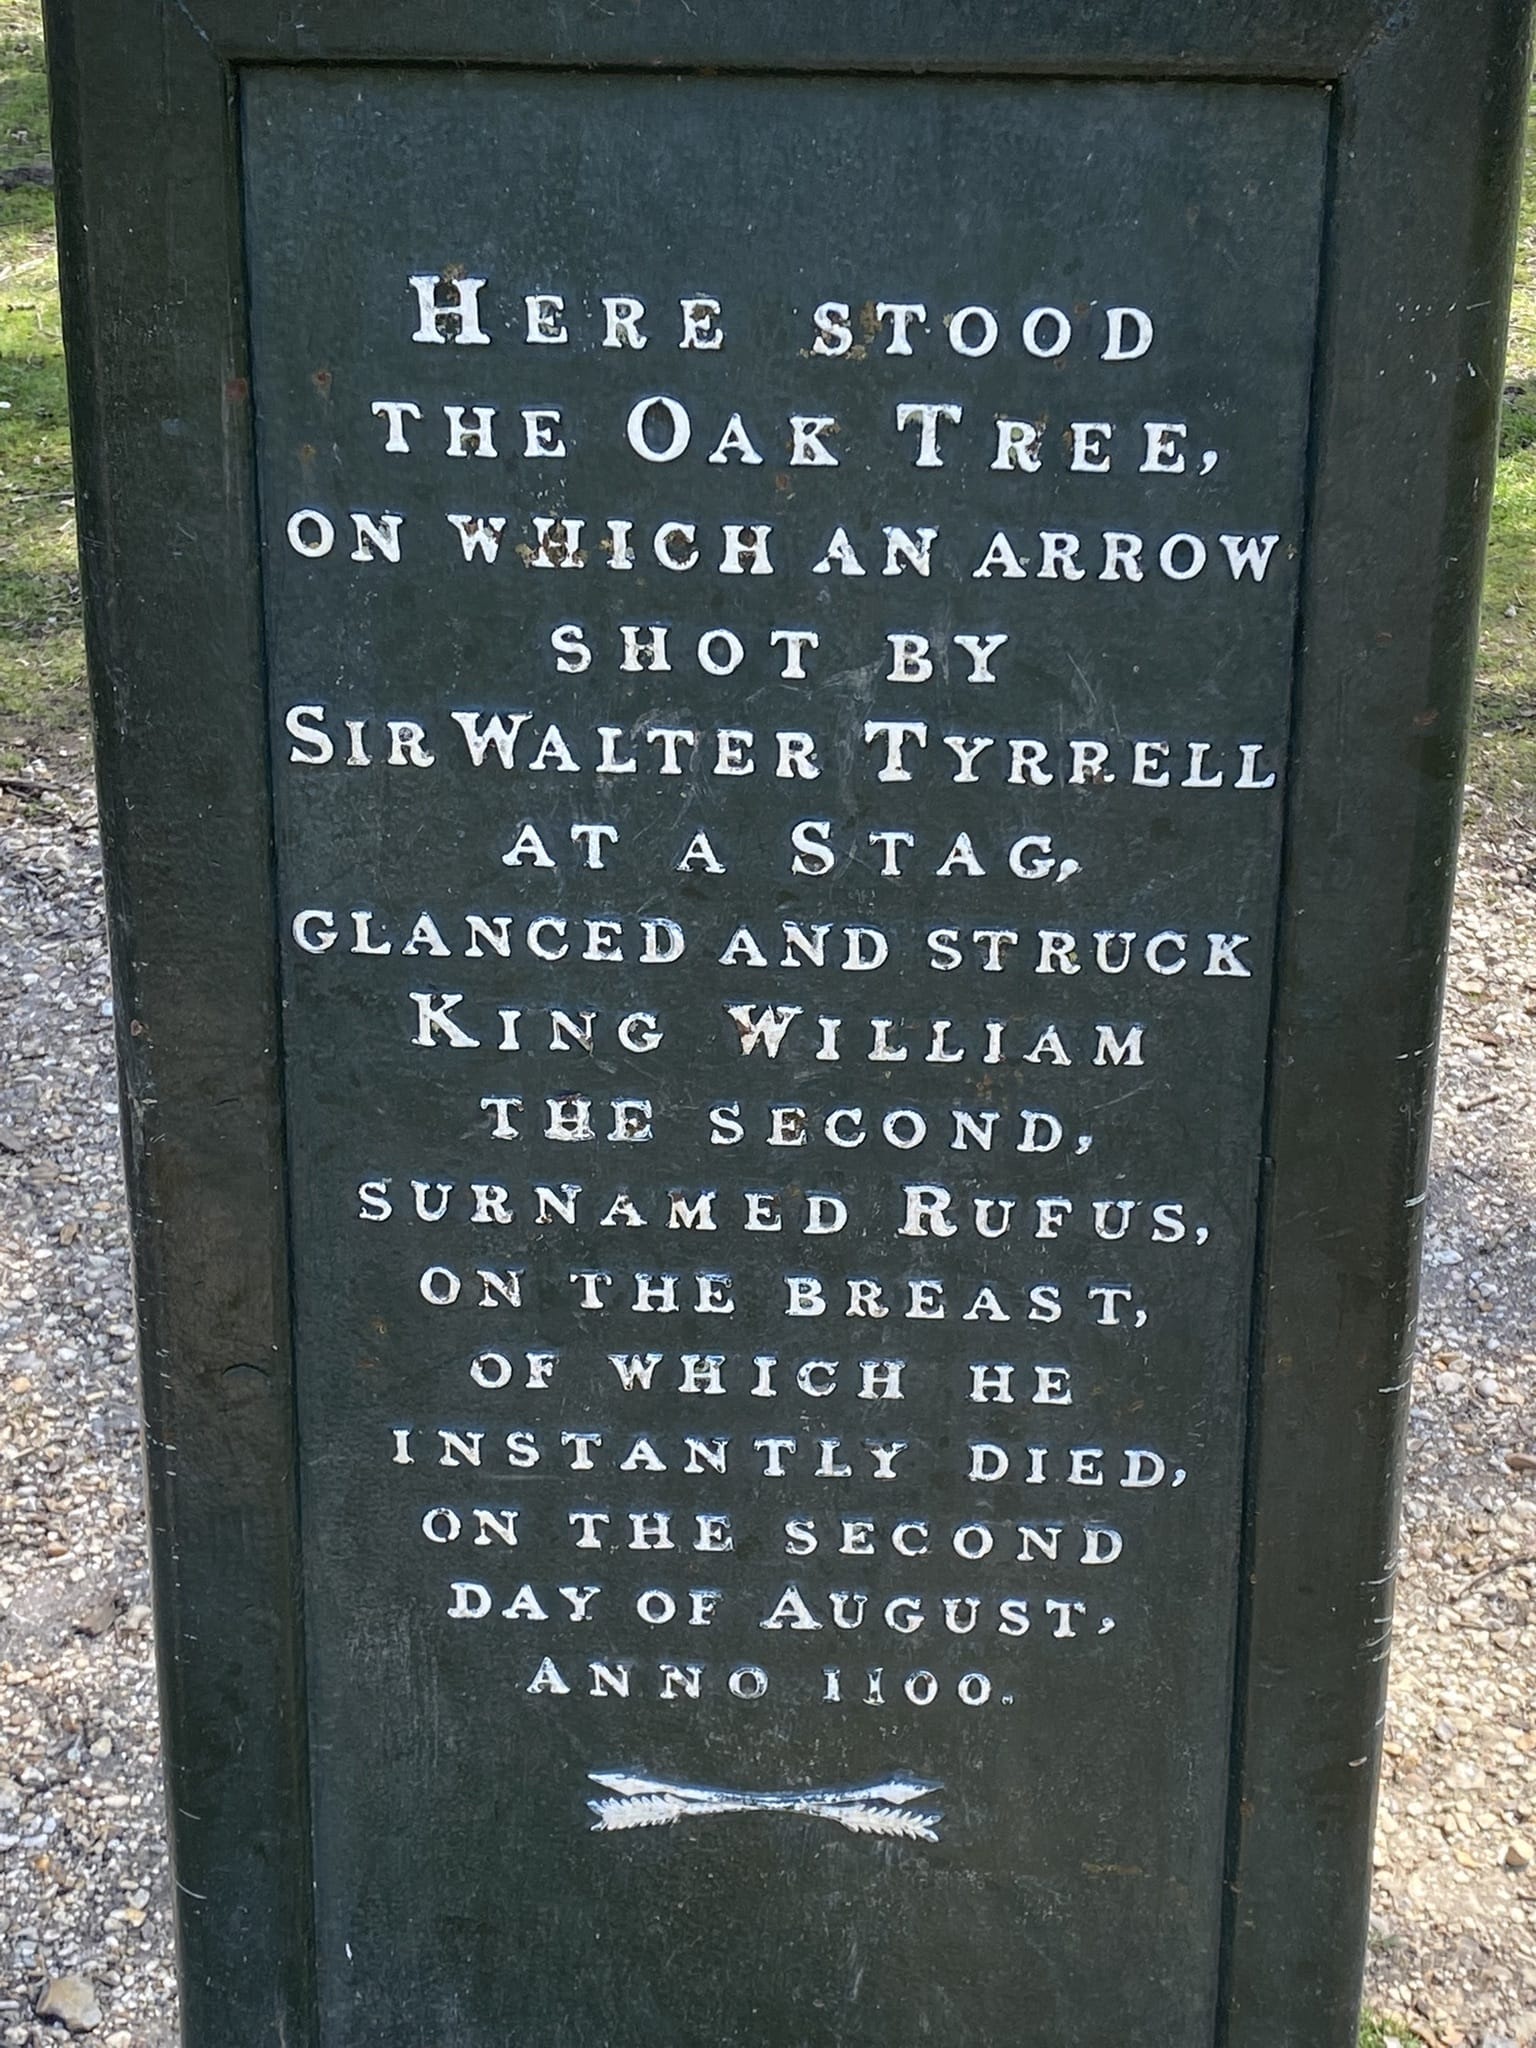 HERE STOOD
THE OAK TREE,
ON WHICH AN ARROW
SHOT BY
SIR WALTER TYRRELL
AT A STAG,
GLANCED AND STRUCK
KING WILLIAM
THE SECOND,
SURNAMED RUFUS,
ON THE BREAST,
OF WHICH HE
INSTANTLY DIED,
ON THE SECOND
DAY OF AUGUST,
ANNO 1100.